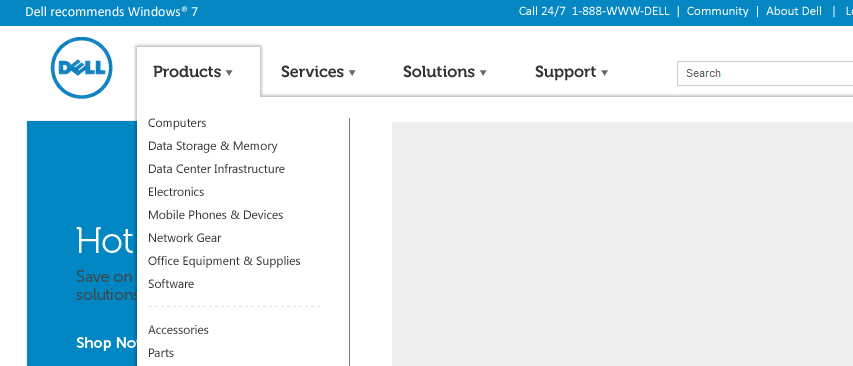 Dell recommends Windows® 7
Call 24/7 1-888-WWW-DELL | Community | About Dell |
DELL
Products ▾ Services ▾ Solutions ▾ Support ▾ Search
Computers
Data Storage & Memory
Data Center Infrastructure
Electronics
Mobile Phones & Devices
Network Gear
Office Equipment & Supplies
Software
Accessories
Parts
Hot
Save on
solutions
Shop No